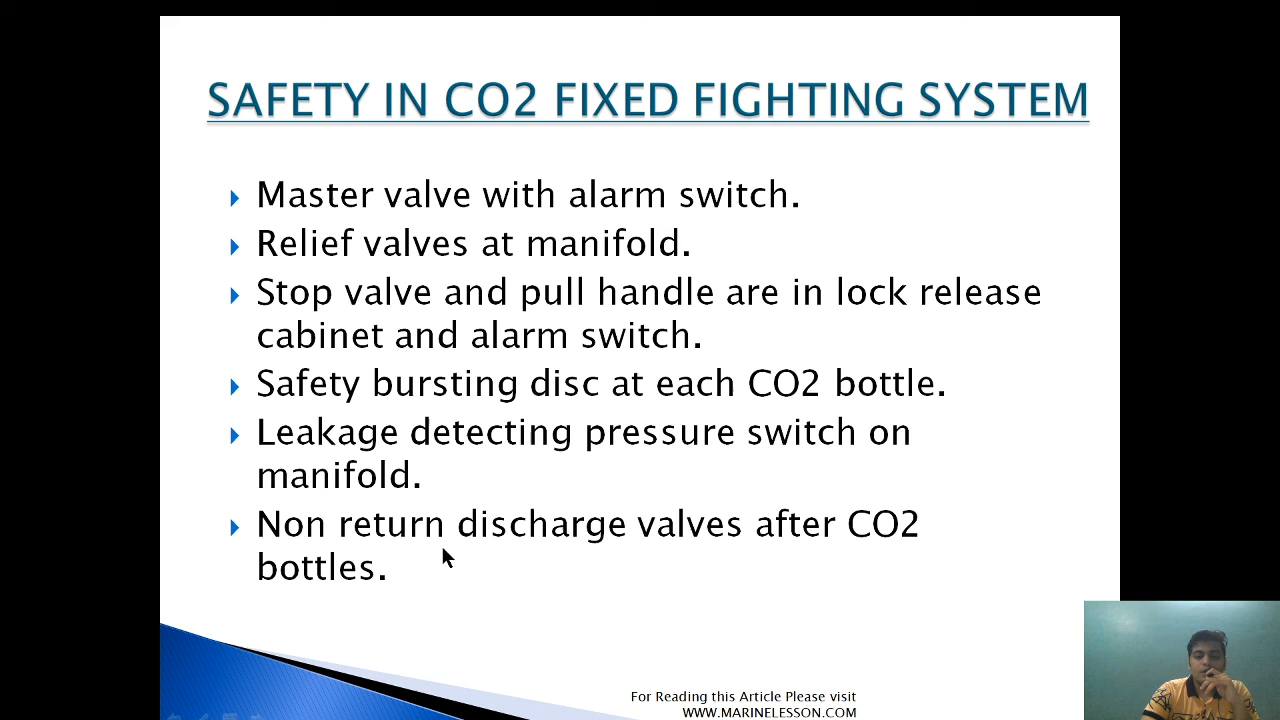 SAFETY IN CO2 FIXED FIGHTING SYSTEM
Master valve with alarm switch.
Relief valves at manifold.
Stop valve and pull handle are in lock release
cabinet and alarm switch.
Safety bursting disc at each CO2 bottle.
Leakage detecting pressure switch on
manifold.
Non return discharge valves after CO2
bottles.
For Reading this Article Please visit
WWW.MARINELESSON.COM